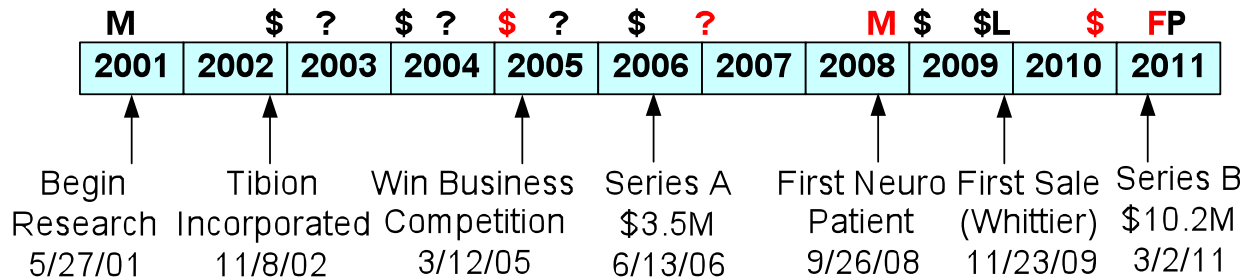 M $ ? $ ? $ ? $ ? M $ $L $ FP
2001 2002 2003 2004 2005 2006 2007 2008 2009 2010 2011
Begin
Research
5/27/01
Tibion
Incorporated
11/8/02
Win Business
Competition
3/12/05
Series A
$3.5M
6/13/06
First Neuro
Patient
9/26/08
First Sale
(Whittier)
11/23/09
Series B
$10.2M
3/2/11